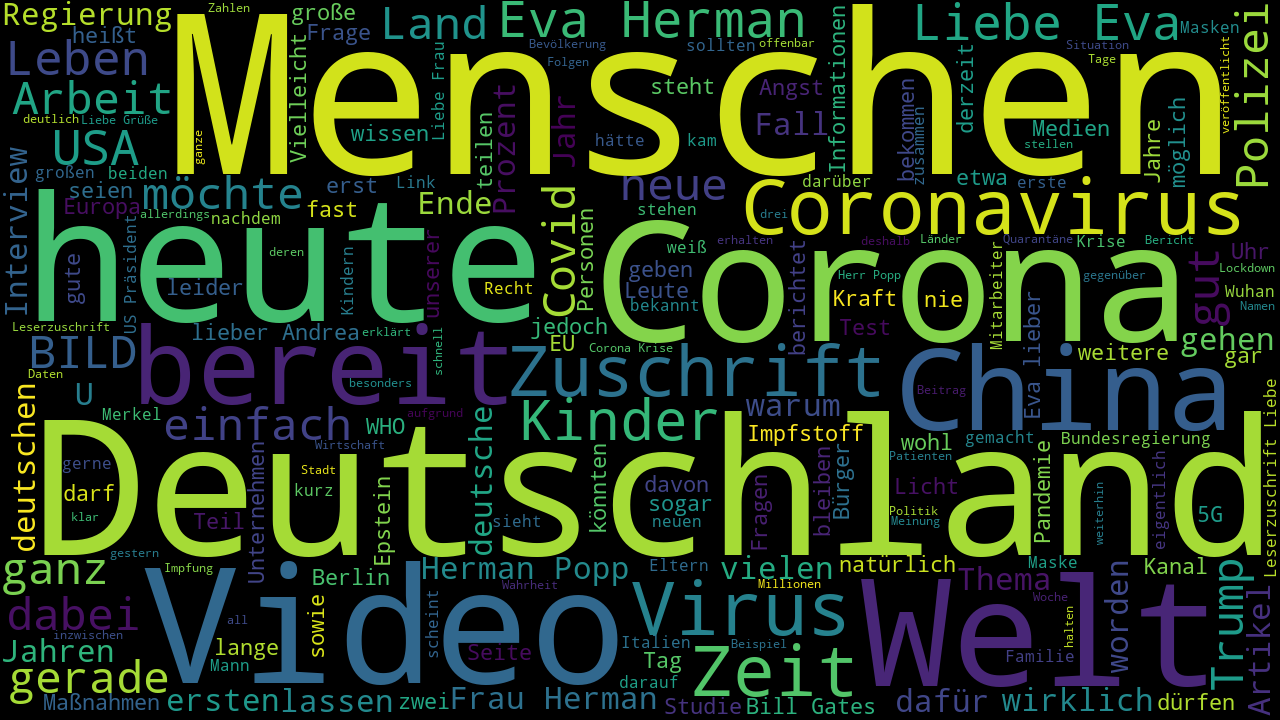 Regierung
Zahlen
große
Land
Eva Herman
Liebe Eva
Masken
heißt
Frage
Bevölkerung
Folgen
sollten
offenbar
Situation
Tage
Menschen
Leben
Vielleicht
Liebe Frau
steht
Angst
Informationen
derzeit
veröffentlicht
Polizei
Arbeit
deutlich
Liebe Grüße
ganze
wissen
teilen
Prozent
Jahr
hätte
kam
Fall
bekommen
zusammen
Medien
stellen
Jahre
möglich
USA
großen
beiden
Interview
seien
möchte
erst
Link
Ende
neue
darüber
etwa
erste
Europa
allerdings
nachdem
fast
Covid
Personen
stehen
Coronavirus
drei
US Präsident
heute
deren
Kindern
unserer
weiß
erhalten
deshalb
Länder
Quarantäne
Krise
Bericht
gut
Uhr
Lockdown
gute
leider
Recht
geben
Leute
bekannt
berichtet
Corona
Herr Popp
Kraft
nie
Mitarbeiter
gegenüber
Wuhan
Namen
Leserzuschrift
lieber Andrea
erklärt
schnell
jedoch
EU
Test
gehen
BILD
bereit
Corona Krise
Eva lieber
weitere
gar
Daten
U
besonders
Zuschrift
China
Beitrag
Leserzuschrift Liebe
deutschen
Merkel
einfach
WHO
aufgrund
deutsche
Kinder
warum
Impfstoff
wohl
gemacht
Bundesregierung
Wirtschaft
Patienten
Deutschland
gerne
darf
klar
Unternehmen
Stadt
kurz
Teil
Epstein
sieht
könnten
davon
sogar
neuen
Fragen
bleiben
Bürger
Licht
Politik
Meinung
Pandemie
weiterhin
eigentlich
5G
ganz
gestern
Impfung
Berlin
Herman Popp
Wahrheit
Eltern
vielen
Millionen
natürlich
Thema
Maske
Kanal
dabei
inzwischen
Video
sowie
all
scheint
Virus
Welt
Woche
halten
worden
Trump
Artikel
Jahren
lange
Mann
Seite
Italien
Tag
Beispiel
Familie
gerade
darauf
Zeit
Maßnahmen
ersten
lassen
zwei
Frau Herman
Studie
Bill Gates
dafür
wirklich
dürfen